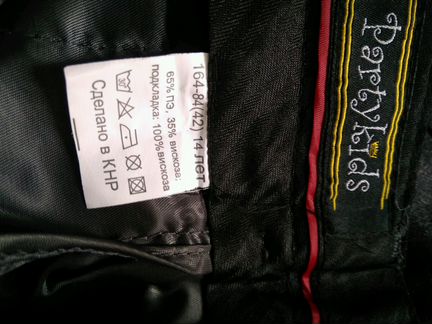 164-84(42) 14 лет
65% ПЭ, 35% вискоза;
подкладка: 100%вискоза
Сделано в КНР
PartyKids